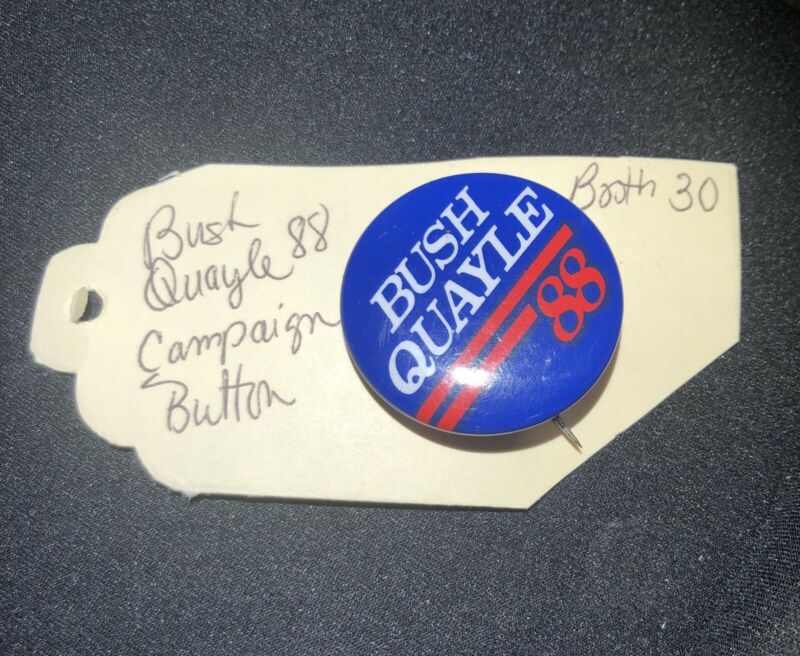 Bush
Quayle 88
Campaign
Button
BUSH
QUAYLE
88
Booth 30